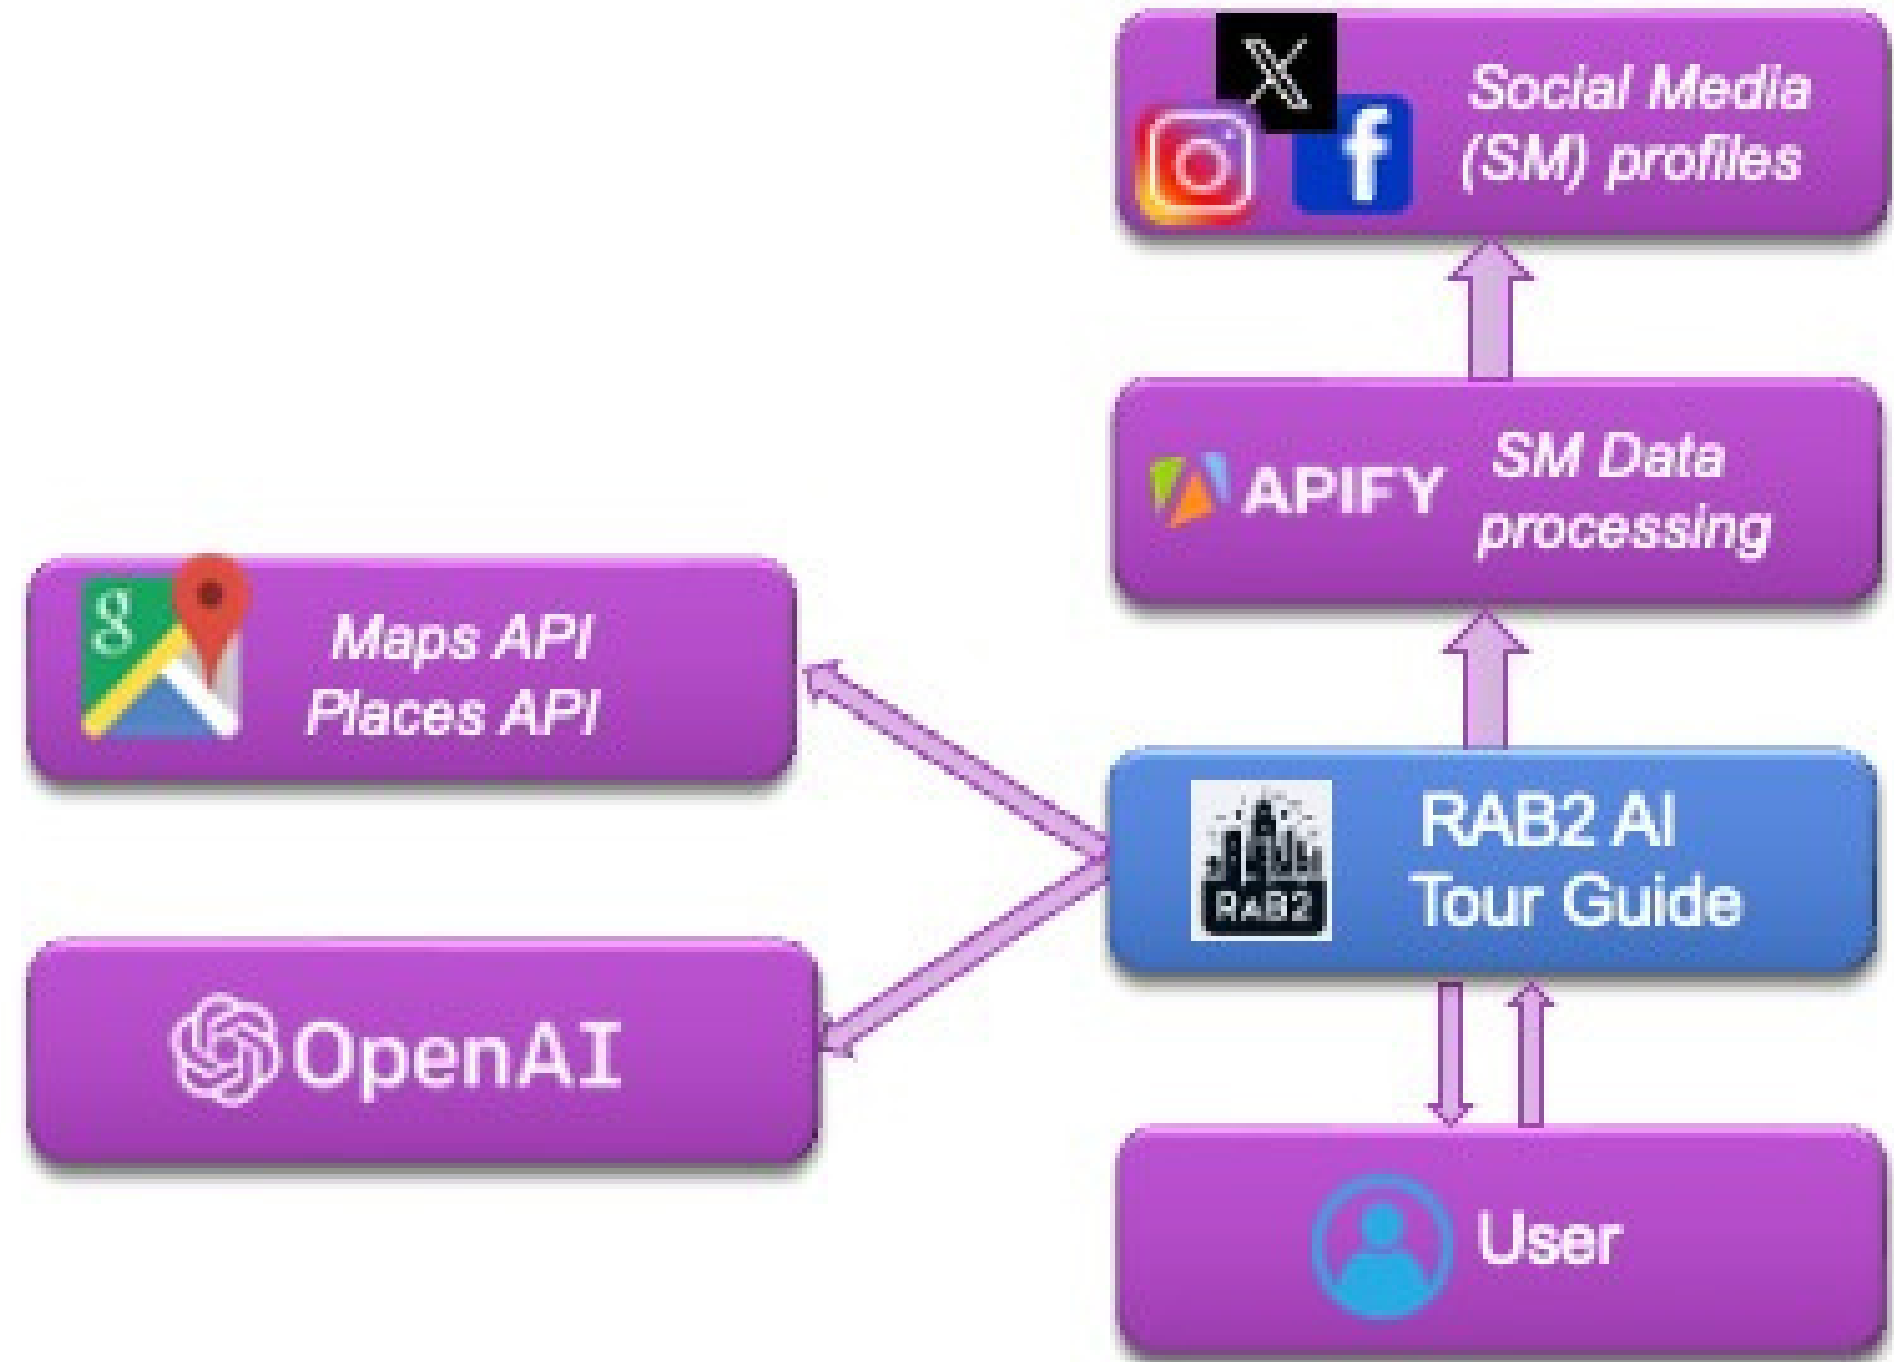 Social Media
(SM) profiles
APIFY
SM Data
processing
Maps API
Places API
RAB2
RAB2 AI
Tour Guide
OpenAI
User